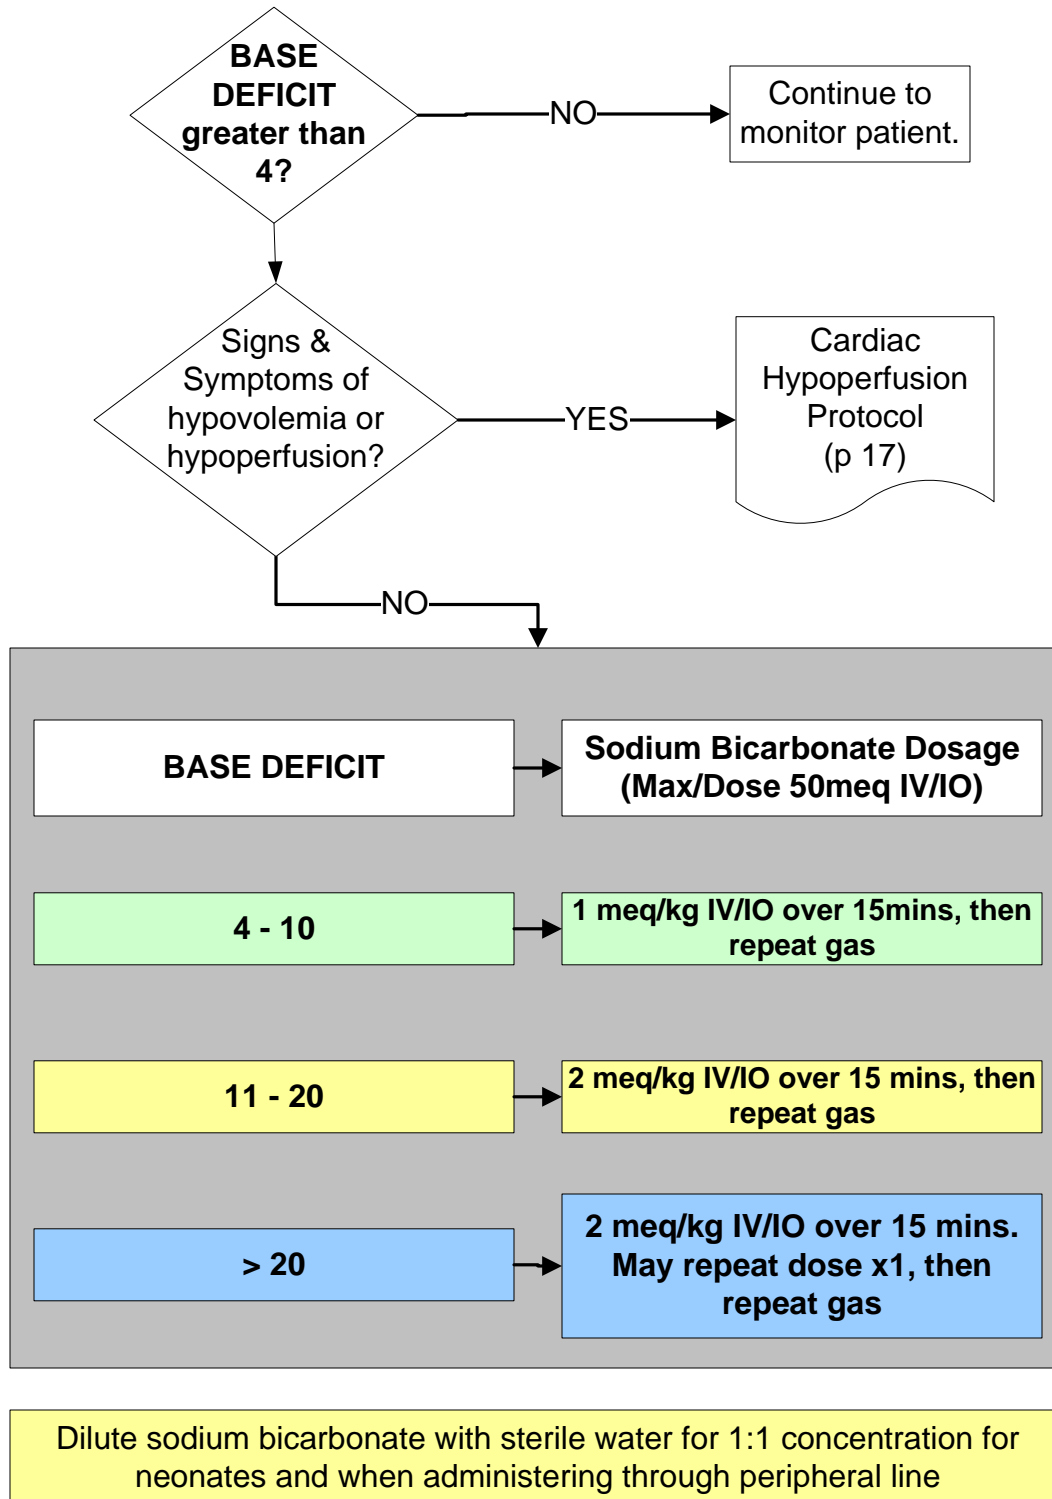 BASE
DEFICIT
greater than
4?
NO
Continue to
monitor patient.
Signs &
Symptoms of
hypovolemia or
hypoperfusion?
YES
Cardiac
Hypoperfusion
Protocol
(p 17)
NO
BASE DEFICIT
Sodium Bicarbonate Dosage
(Max/Dose 50meq IV/IO)
4 - 10
1 meq/kg IV/IO over 15mins, then
repeat gas
11 - 20
2 meq/kg IV/IO over 15 mins, then
repeat gas
> 20
2 meq/kg IV/IO over 15 mins.
May repeat dose x1, then
repeat gas
Dilute sodium bicarbonate with sterile water for 1:1 concentration for
neonates and when administering through peripheral line